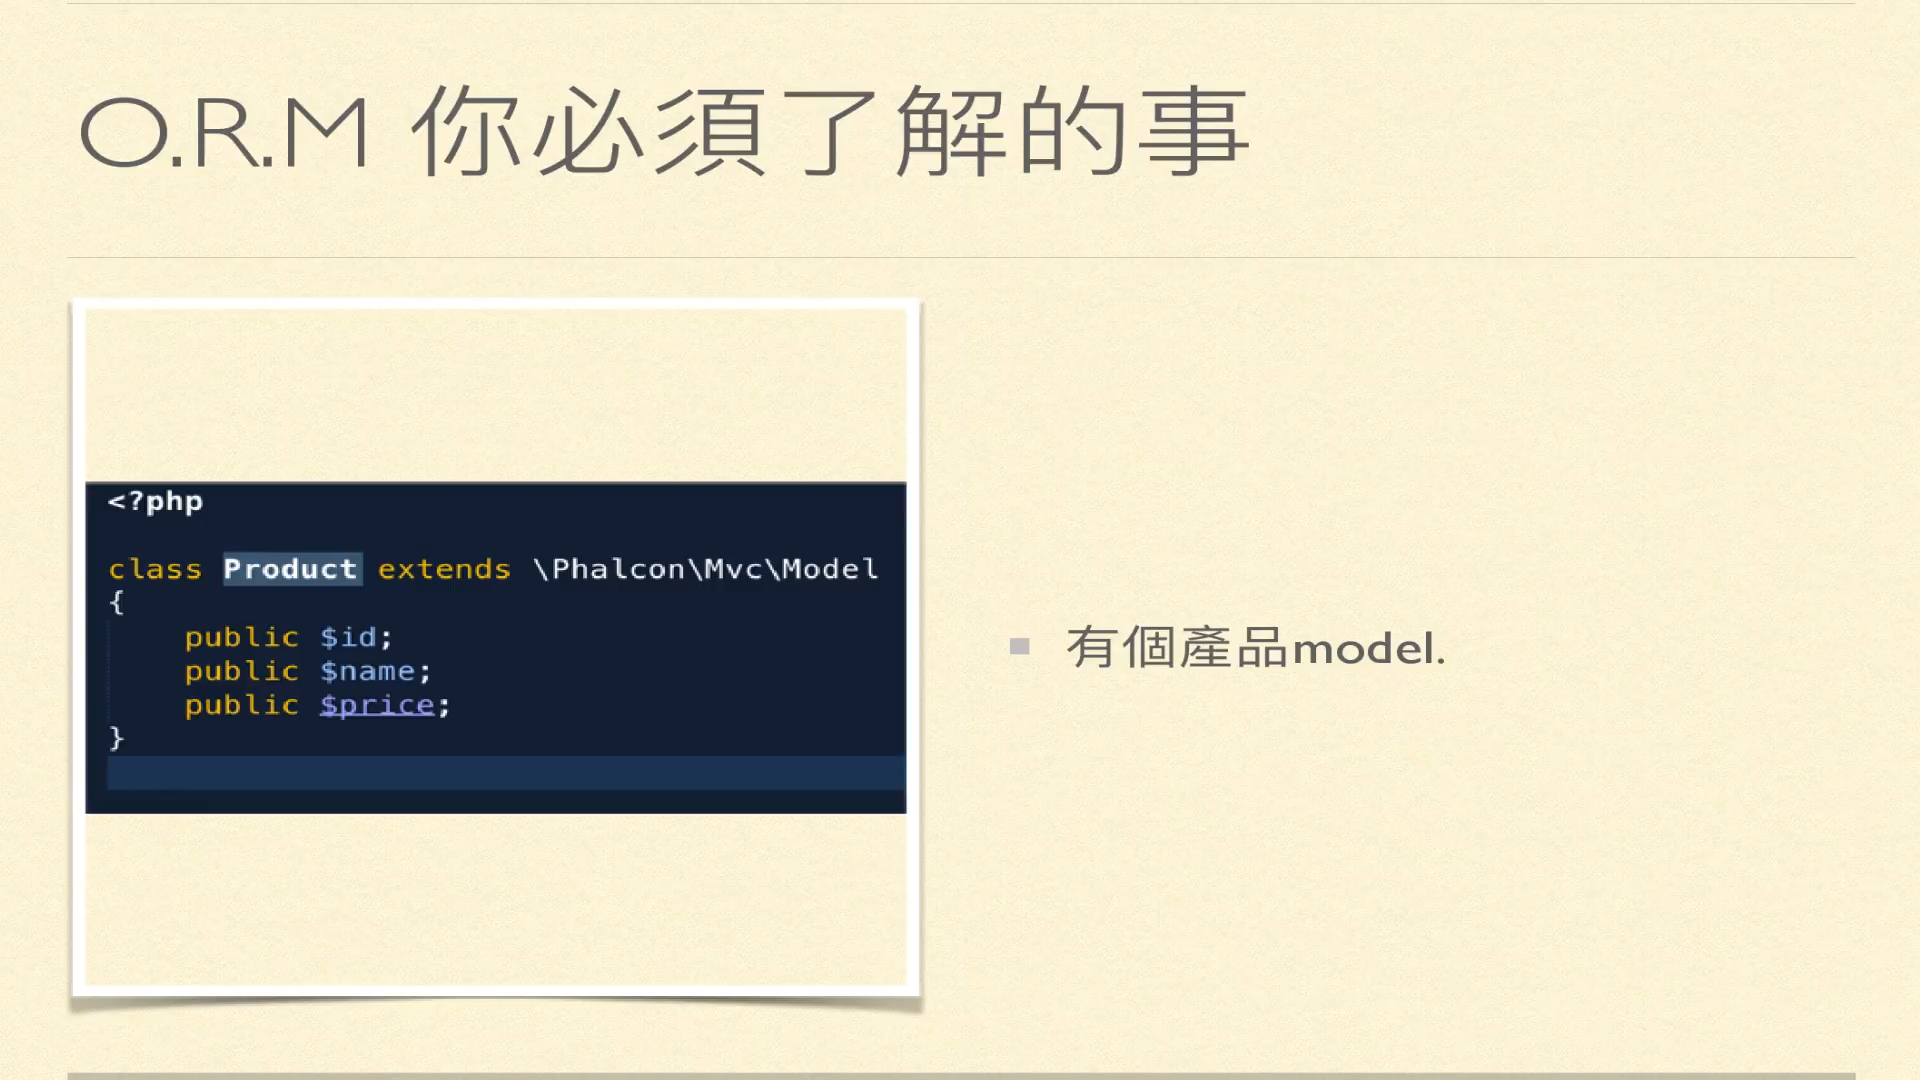 O.R.M 你必須了解的事
<?php
class Product extends \Phalcon\Mvc\Model
{
    public $id;
    public $name;
    public $price;
}
有個產品model.